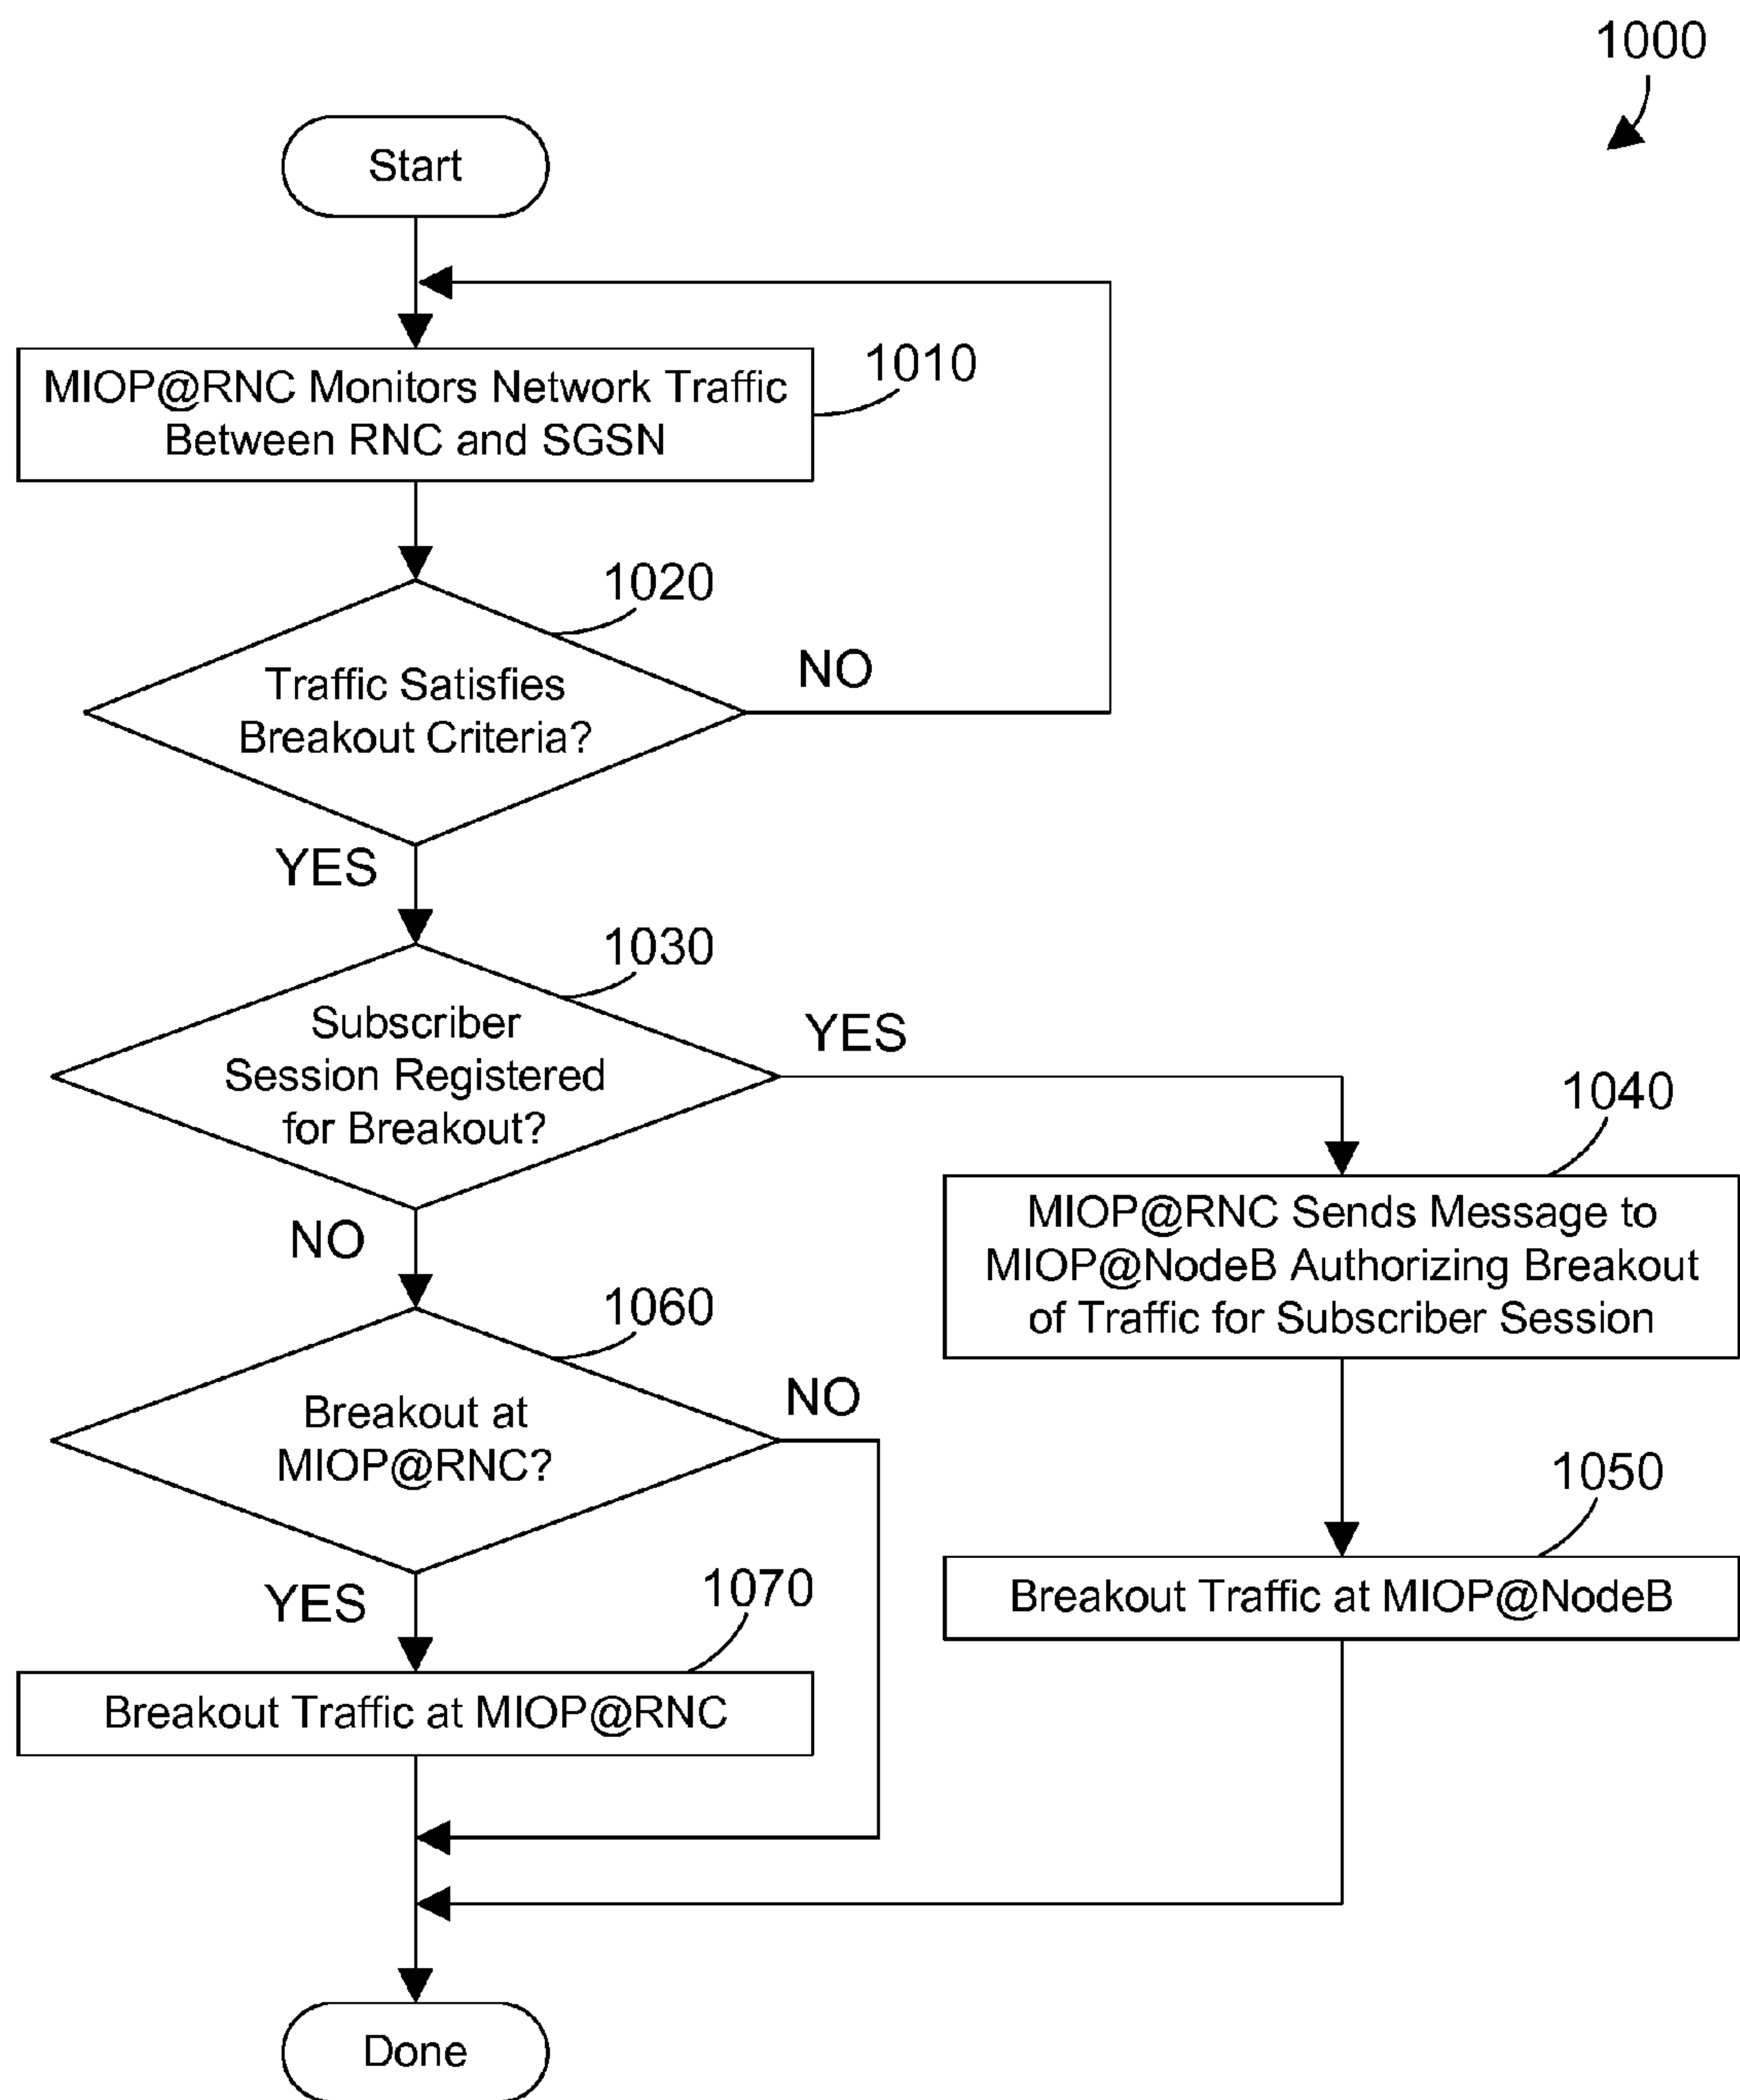 1000
Start
MIOP@RNC Monitors Network Traffic
Between RNC and SGSN
1010
1020
Traffic Satisfies
Breakout Criteria?
NO
YES
1030
Subscriber
Session Registered
for Breakout?
YES
NO
1040
MIOP@RNC Sends Message to
MIOP@NodeB Authorizing Breakout
of Traffic for Subscriber Session
1060
Breakout at
MIOP@RNC?
NO
YES
1050
Breakout Traffic at MIOP@NodeB
1070
Breakout Traffic at MIOP@RNC
Done